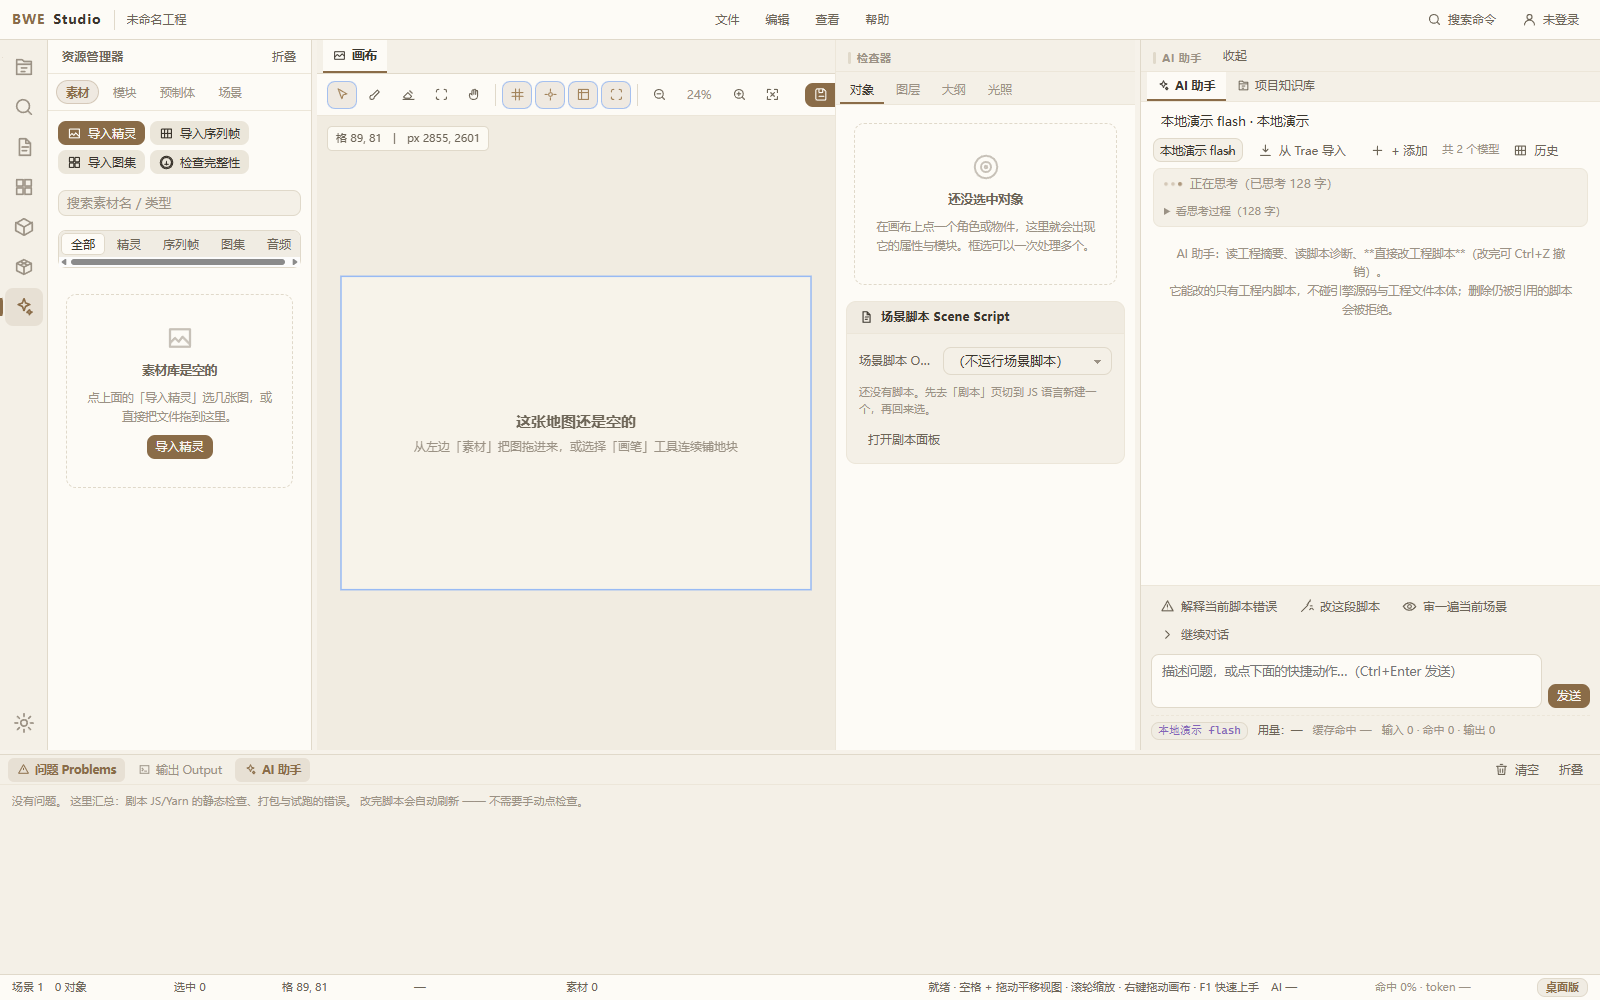 BWE Studio 未命名工程 文件 编辑 查看 帮助 搜索命令 未登录
资源管理器 折叠
素材 模块 预制体 场景
导入精灵 导入序列帧
导入图集 检查完整性
搜索素材名 / 类型
全部 精灵 序列帧 图集 音频
素材库是空的
点上面的「导入精灵」选几张图，或
直接把文件拖到这里。
导入精灵
画布
24%
格 89, 81 | px 2855, 2601
这张地图还是空的
从左边「素材」把图拖进来，或选择「画笔」工具连续铺地块
检查器
对象 图层 大纲 光照
还没选中对象
在画布上点一个角色或物件，这里就会出现
它的属性与模块。框选可以一次处理多个。
场景脚本 Scene Script
场景脚本 O... （不运行场景脚本）
还没有脚本。先去「剧本」页切到 JS 语言新建一
个，再回来选。
打开剧本面板
AI 助手 收起
AI 助手 项目知识库
本地演示 flash · 本地演示
本地演示 flash 从 Trae 导入 + 添加 共 2 个模型 历史
正在思考（已思考 128 字）
看思考过程（128 字）
AI 助手：读工程摘要、读脚本诊断、**直接改工程脚本**（改完可 Ctrl+Z 撤
销）。
它能改的只有工程内脚本，不碰引擎源码与工程文件本体；删除仍被引用的脚本
会被拒绝。
解释当前脚本错误 改这段脚本 审一遍当前场景
继续对话
描述问题，或点下面的快捷动作...（Ctrl+Enter 发送）
发送
本地演示 flash 用量：— 缓存命中 — 输入 0 · 命中 0 · 输出 0
问题 Problems 输出 Output AI 助手 清空 折叠
没有问题。 这里汇总：剧本 JS/Yarn 的静态检查、打包与试跑的错误。 改完脚本会自动刷新 —— 不需要手动点检查。
场景 1 0 对象 选中 0 格 89, 81 — 素材 0 就绪 · 空格 + 拖动平移视图 · 滚轮缩放 · 右键拖动画布 · F1 快速上手 AI — 命中 0% · token — 桌面版